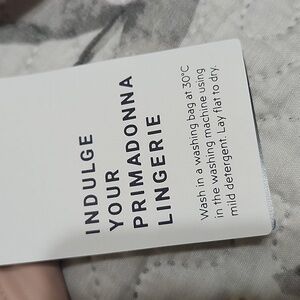 INDULGE
YOUR
PRIMADONNA
LINGERIE
Wash in a washing bag at 30°C
in the washing machine using
mild detergent. Lay flat to dry.